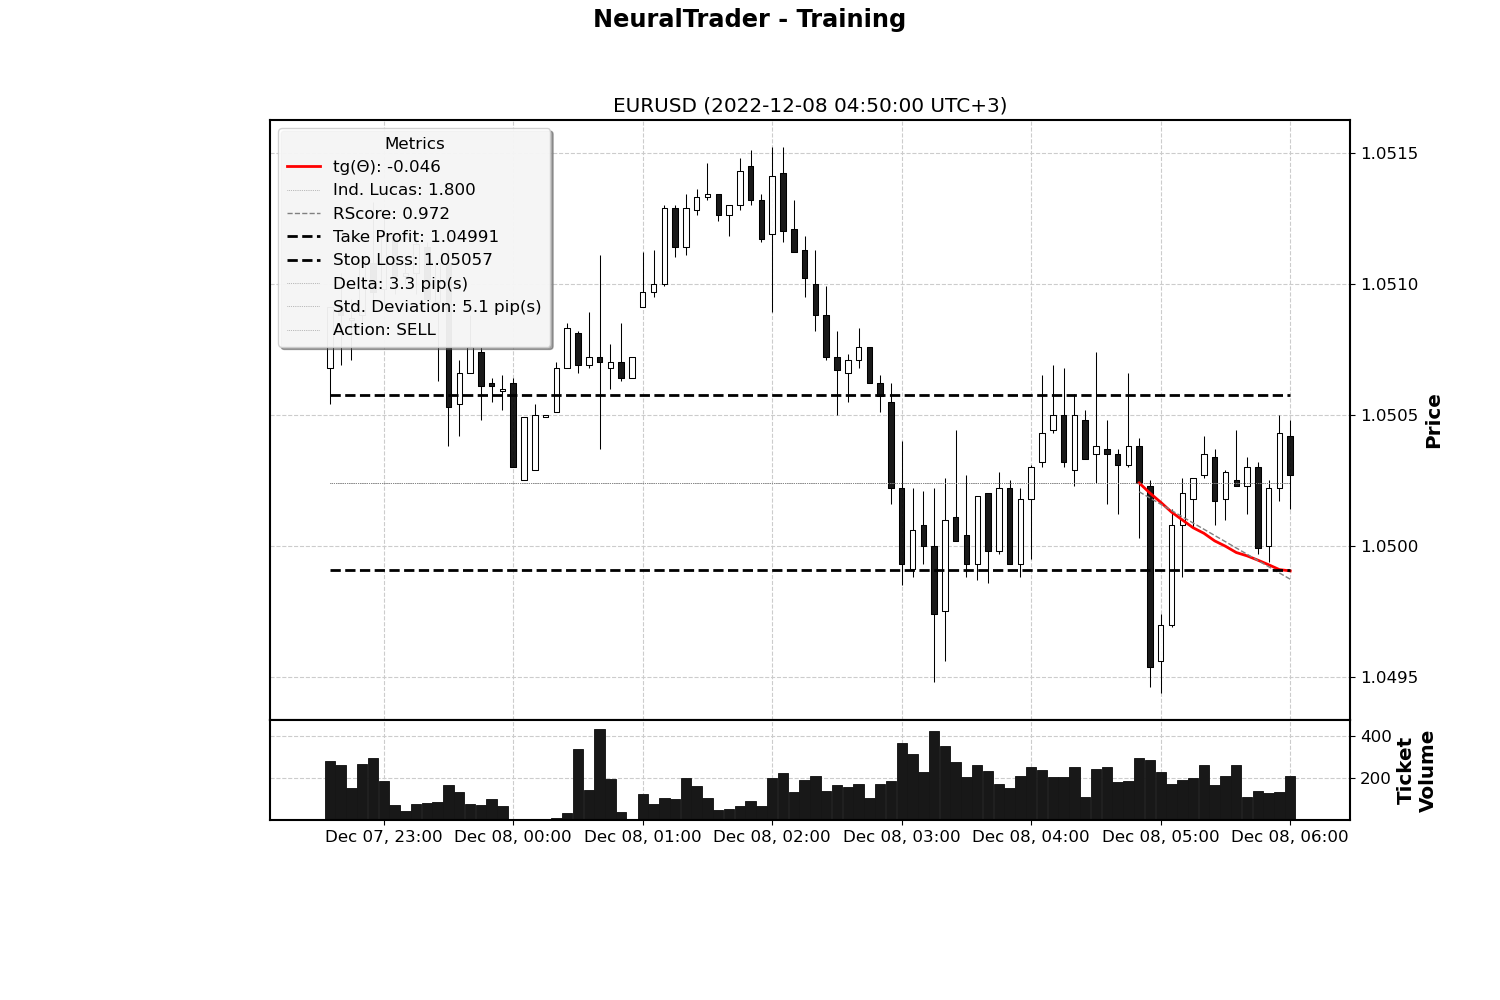 NeuralTrader - Training
EURUSD (2022-12-08 04:50:00 UTC+3)
Metrics
tg(Θ): -0.046
Ind. Lucas: 1.800
RScore: 0.972
Take Profit: 1.04991
Stop Loss: 1.05057
Delta: 3.3 pip(s)
Std. Deviation: 5.1 pip(s)
Action: SELL
1.0515
1.0510
1.0505
1.0500
1.0495
Price
400
200
Ticket
Volume
Dec 07, 23:00 Dec 08, 00:00 Dec 08, 01:00 Dec 08, 02:00 Dec 08, 03:00 Dec 08, 04:00 Dec 08, 05:00 Dec 08, 06:00